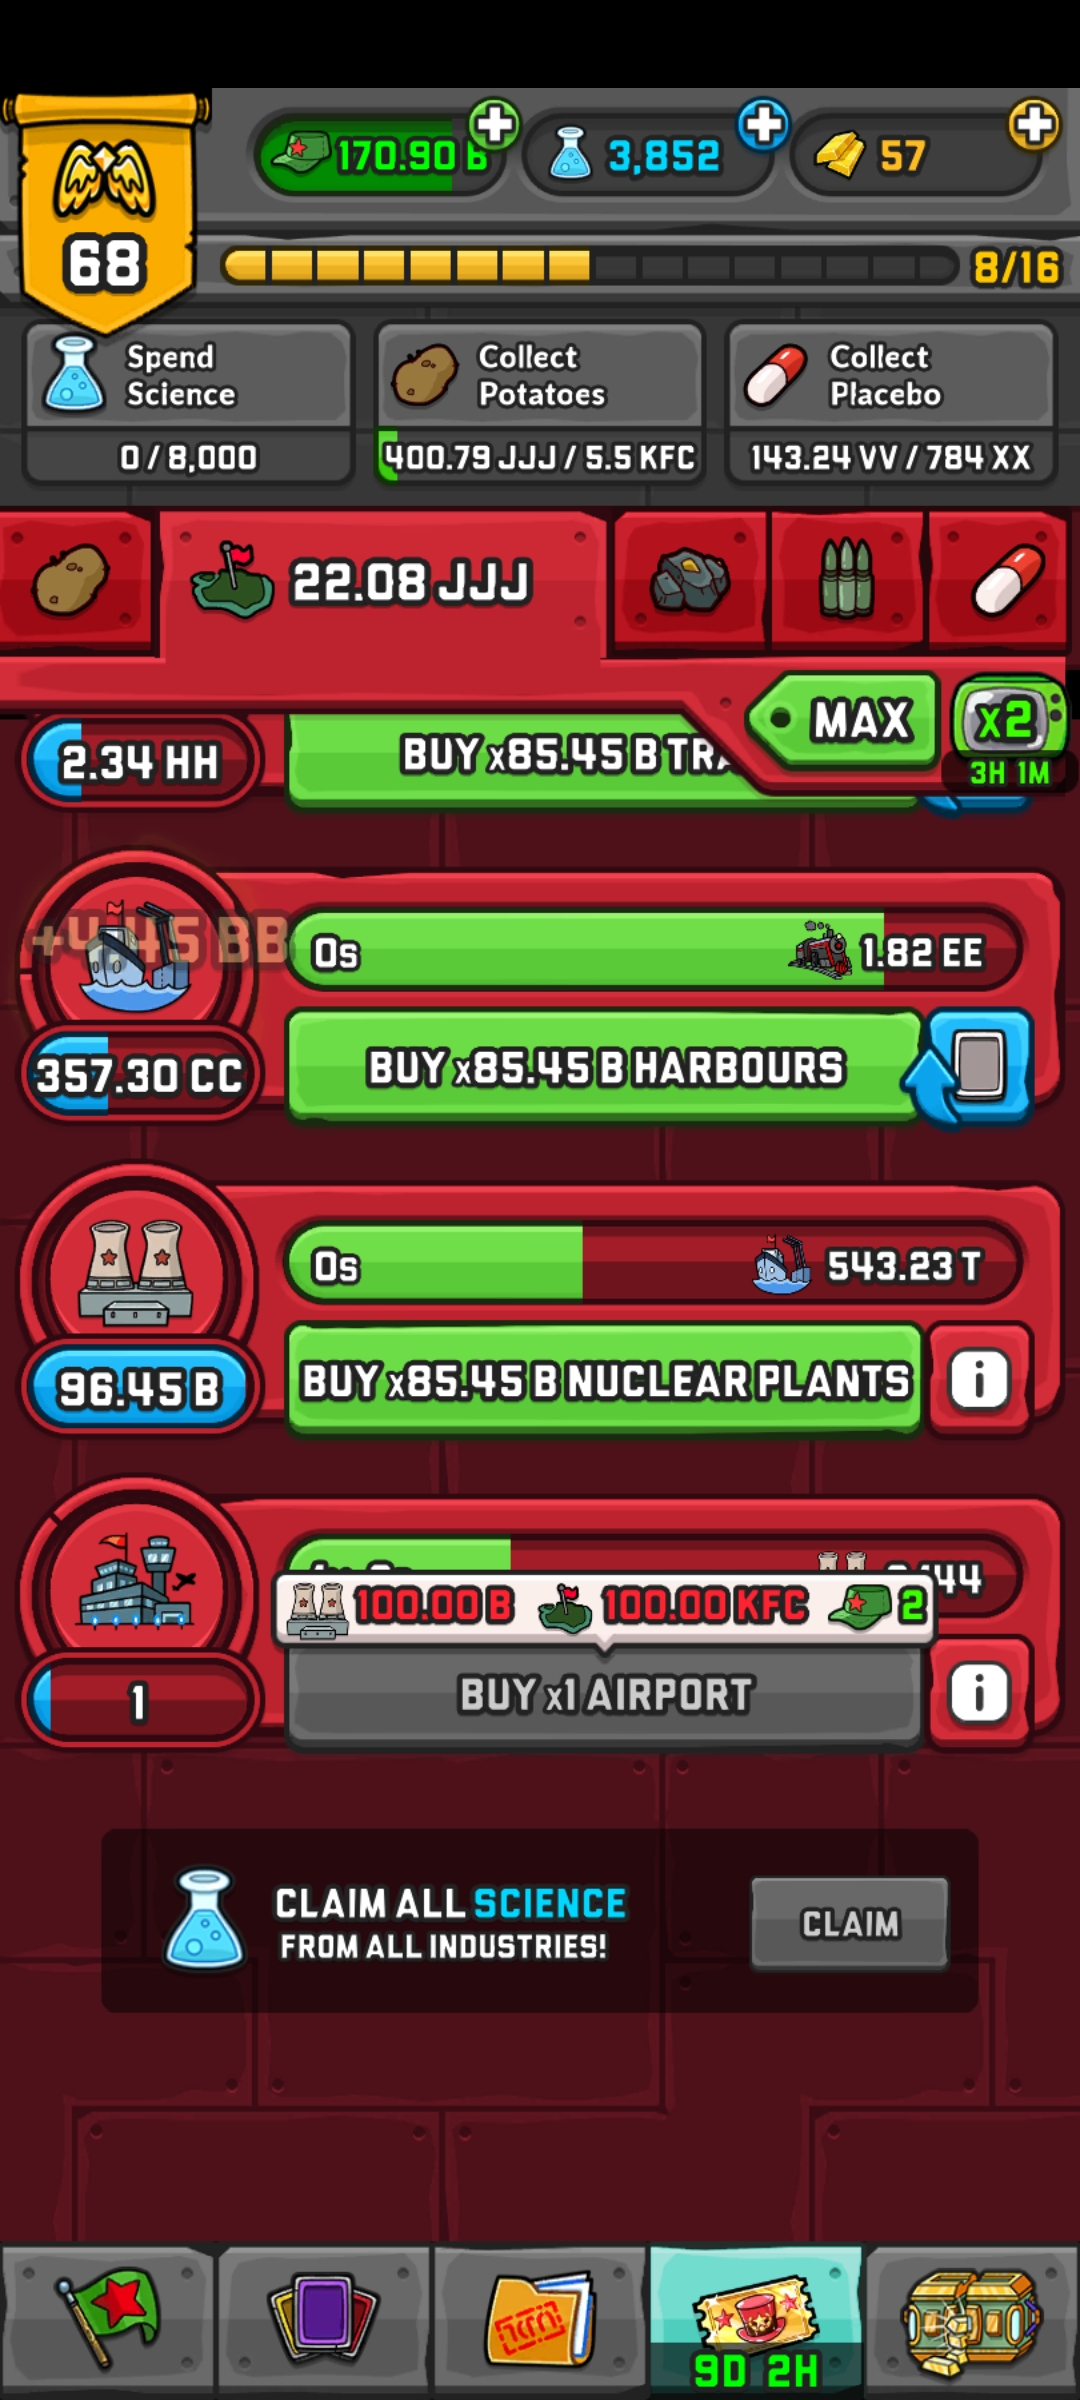 170.90 B
3,852
57
68
8/16
Spend
Science
0 / 8,000
Collect
Potatoes
400.79 JJJ / 5.5 KFC
Collect
Placebo
143.24 VV / 784 XX
22.08 JJJ
MAX
x2
3H 1M
2.34 HH
BUY x85.45 B
+4.45 BB
0s
1.82 EE
357.30 CC
BUY x85.45 B HARBOURS
0s
543.23 T
96.45 B
BUY x85.45 B NUCLEAR PLANTS
i
100.00 B
100.00 KFC
2
1
BUY x1 AIRPORT
i
CLAIM ALL SCIENCE
FROM ALL INDUSTRIES!
CLAIM
9D 2H